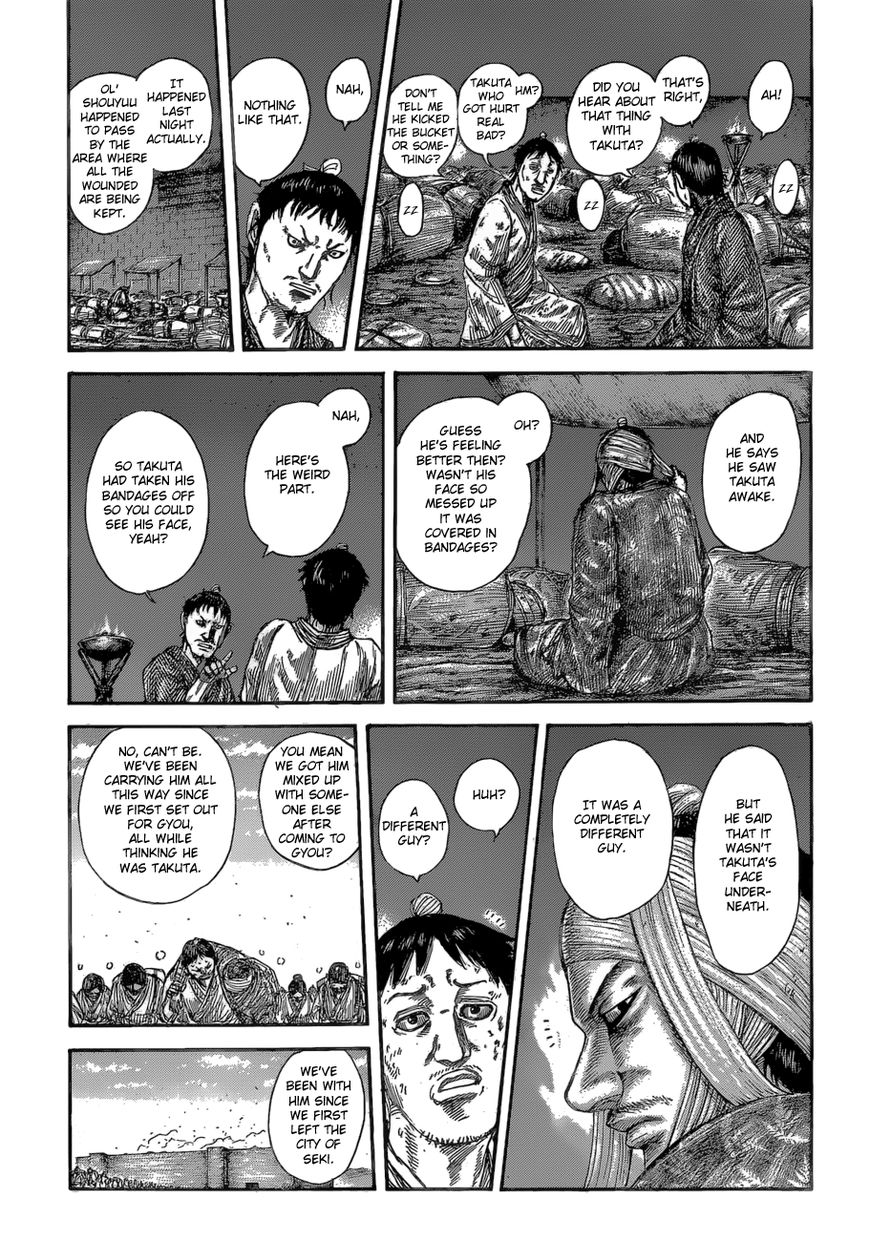 AH!
THAT'S
RIGHT,
DID YOU
HEAR ABOUT
THAT THING
WITH
TAKUTA?
HM?
TAKUTA
WHO
GOT HURT
REAL
BAD?
DON'T
TELL ME
HE KICKED
THE BUCKET
OR SOME-
THING?
ZZ
ZZ
NAH,
NOTHING
LIKE THAT.
IT
HAPPENED
LAST
NIGHT
ACTUALLY.
OL'
SHOUYUU
HAPPENED
TO PASS
BY THE
AREA WHERE
ALL THE
WOUNDED
ARE BEING
KEPT.
AND
HE SAYS
HE SAW
TAKUTA
AWAKE.
OH?
GUESS
HE'S FEELING
BETTER THEN?
WASN'T HIS
FACE SO
MESSED UP
IT WAS
COVERED IN
BANDAGES?
NAH,
HERE'S
THE WEIRD
PART.
SO TAKUTA
HAD TAKEN HIS
BANDAGES OFF
SO YOU COULD
SEE HIS FACE,
YEAH?
BUT
HE SAID
THAT IT
WASN'T
TAKUTA'S
FACE
UNDER-
NEATH.
IT WAS A
COMPLETELY
DIFFERENT
GUY.
HUH?
A
DIFFERENT
GUY?
YOU MEAN
WE GOT HIM
MIXED UP
WITH SOME-
ONE ELSE
AFTER
COMING TO
GYOU?
NO, CAN'T BE.
WE'VE BEEN
CARRYING HIM ALL
THIS WAY SINCE
WE FIRST SET OUT
FOR GYOU,
ALL WHILE
THINKING HE
WAS TAKUTA.
WE'VE
BEEN WITH
HIM SINCE
WE FIRST
LEFT THE
CITY OF
SEKI.